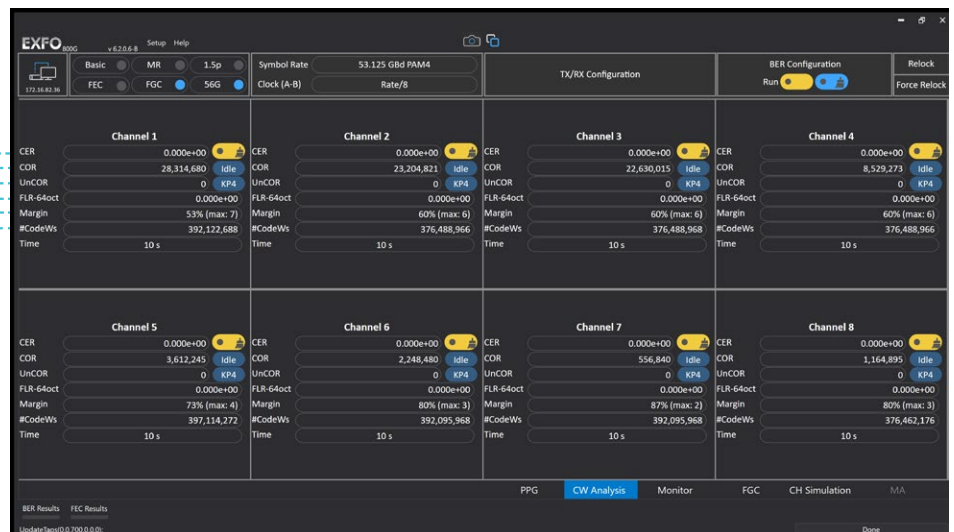 EXFO 800G v 6.2.0.6-8 Setup Help
172.16.82.36
Basic MR 1.5p
FEC FGC 56G
Symbol Rate 53.125 GBd PAM4
Clock (A-B) Rate/8
TX/RX Configuration
BER Configuration
Run
Relock
Force Relock
Channel 1
CER 0.000e+00
COR 28,314,680 Idle
UnCOR 0 KP4
FLR-64oct 0.000e+00
Margin 53% (max: 7)
#CodeWs 392,122,688
Time 10 s
Channel 2
CER 0.000e+00
COR 23,204,821 Idle
UnCOR 0 KP4
FLR-64oct 0.000e+00
Margin 60% (max: 6)
#CodeWs 376,488,966
Time 10 s
Channel 3
CER 0.000e+00
COR 22,630,015 Idle
UnCOR 0 KP4
FLR-64oct 0.000e+00
Margin 60% (max: 6)
#CodeWs 376,488,968
Time 10 s
Channel 4
CER 0.000e+00
COR 8,529,273 Idle
UnCOR 0 KP4
FLR-64oct 0.000e+00
Margin 60% (max: 6)
#CodeWs 376,488,966
Time 10 s
Channel 5
CER 0.000e+00
COR 3,612,245 Idle
UnCOR 0 KP4
FLR-64oct 0.000e+00
Margin 73% (max: 4)
#CodeWs 397,114,272
Time 10 s
Channel 6
CER 0.000e+00
COR 2,248,480 Idle
UnCOR 0 KP4
FLR-64oct 0.000e+00
Margin 80% (max: 3)
#CodeWs 392,095,968
Time 10 s
Channel 7
CER 0.000e+00
COR 556,840 Idle
UnCOR 0 KP4
FLR-64oct 0.000e+00
Margin 87% (max: 2)
#CodeWs 392,095,968
Time 10 s
Channel 8
CER 0.000e+00
COR 1,164,895 Idle
UnCOR 0 KP4
FLR-64oct 0.000e+00
Margin 80% (max: 3)
#CodeWs 376,462,176
Time 10 s
PPG CW Analysis Monitor FGC CH Simulation MA
BER Results FEC Results
UpdateTaps(0.0.700.0.0.0): Done